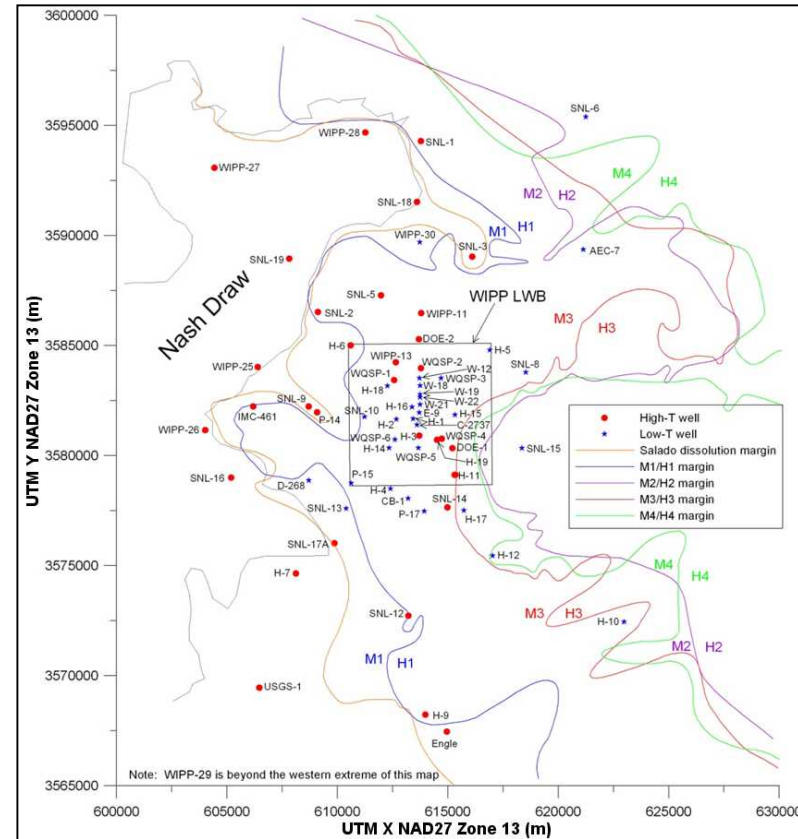 3600000
3595000
3590000
3585000
3580000
3575000
3570000
3565000
UTM Y NAD27 Zone 13 (m)
SNL-6
WIPP-28
SNL-1
WIPP-27
M4
H4
M2
H2
SNL-18
M1
H1
WIPP-30
SNL-3
AEC-7
SNL-19
Nash Draw
SNL-5
WIPP LWB
SNL-2
WIPP-11
M3
H3
DOE-2
H-6
H-5
WIPP-13
WIPP-25
WQSP-2
SNL-8
WQSP-1
W-12
WQSP-3
H-18
W-18
W-19
W-22
SNL-9
H-16
W-21
IMC-461
P-14
SNL-10
E-9
H-15
H-2
H-1
C-2737
WIPP-26
H-3
WQSP-4
WQSP-6
DOE-1
H-14
WQSP-5
H-19
SNL-15
SNL-16
P-15
H-11
D-268
H-4
SNL-14
CB-1
SNL-13
P-17
H-17
SNL-17A
H-12
H-7
M4
H4
SNL-12
M3
H3
H-10
M1
H1
M2
H2
USGS-1
H-9
Engle
High-T well
Low-T well
Salado dissolution margin
M1/H1 margin
M2/H2 margin
M3/H3 margin
M4/H4 margin
Note: WIPP-29 is beyond the western extreme of this map
600000 605000 610000 615000 620000 625000 630000
UTM X NAD27 Zone 13 (m)